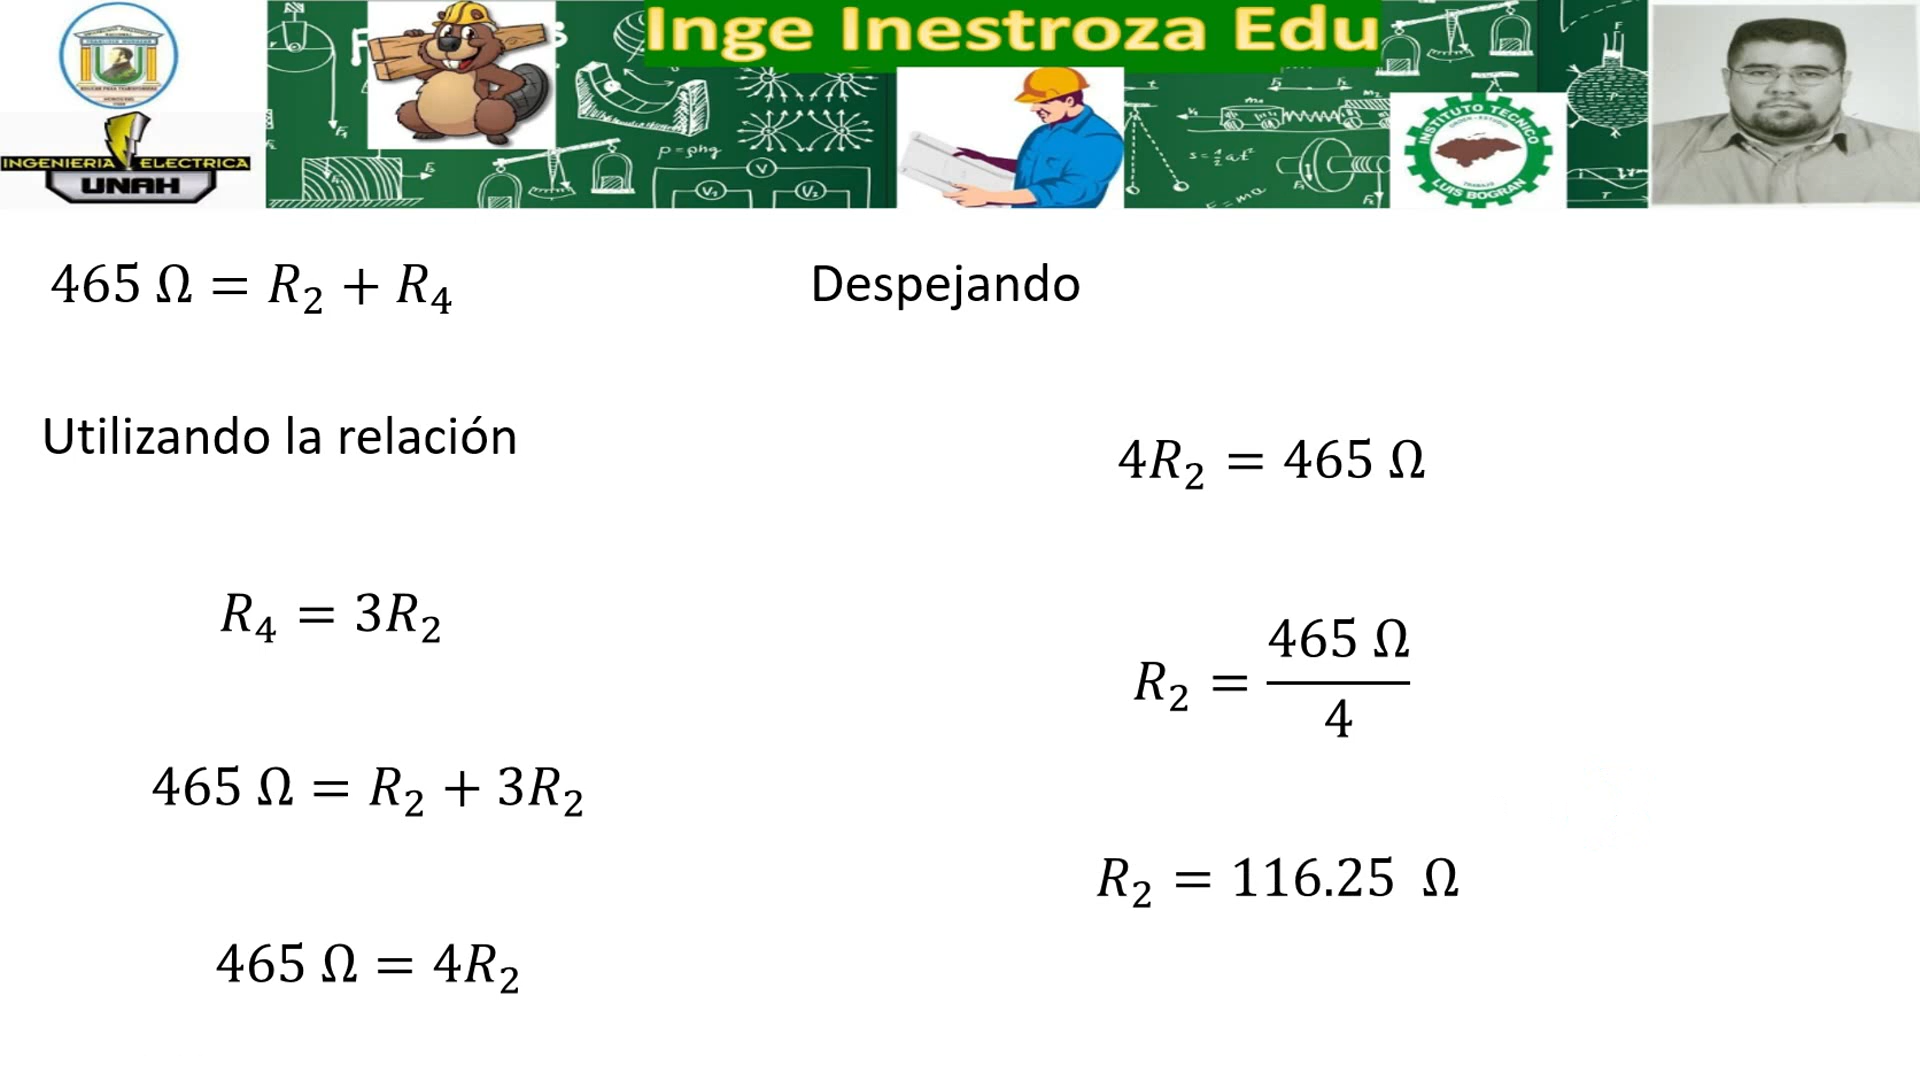 Inge Inestroza Edu
INGENIERIA ELECTRICA
UNAH
INSTITUTO TECNICO
LUIS BOGRAN
465 Ω = R₂ + R₄
Utilizando la relación
R₄ = 3R₂
465 Ω = R₂ + 3R₂
465 Ω = 4R₂
Despejando
4R₂ = 465 Ω
R₂ = 465 Ω / 4
R₂ = 116.25 Ω